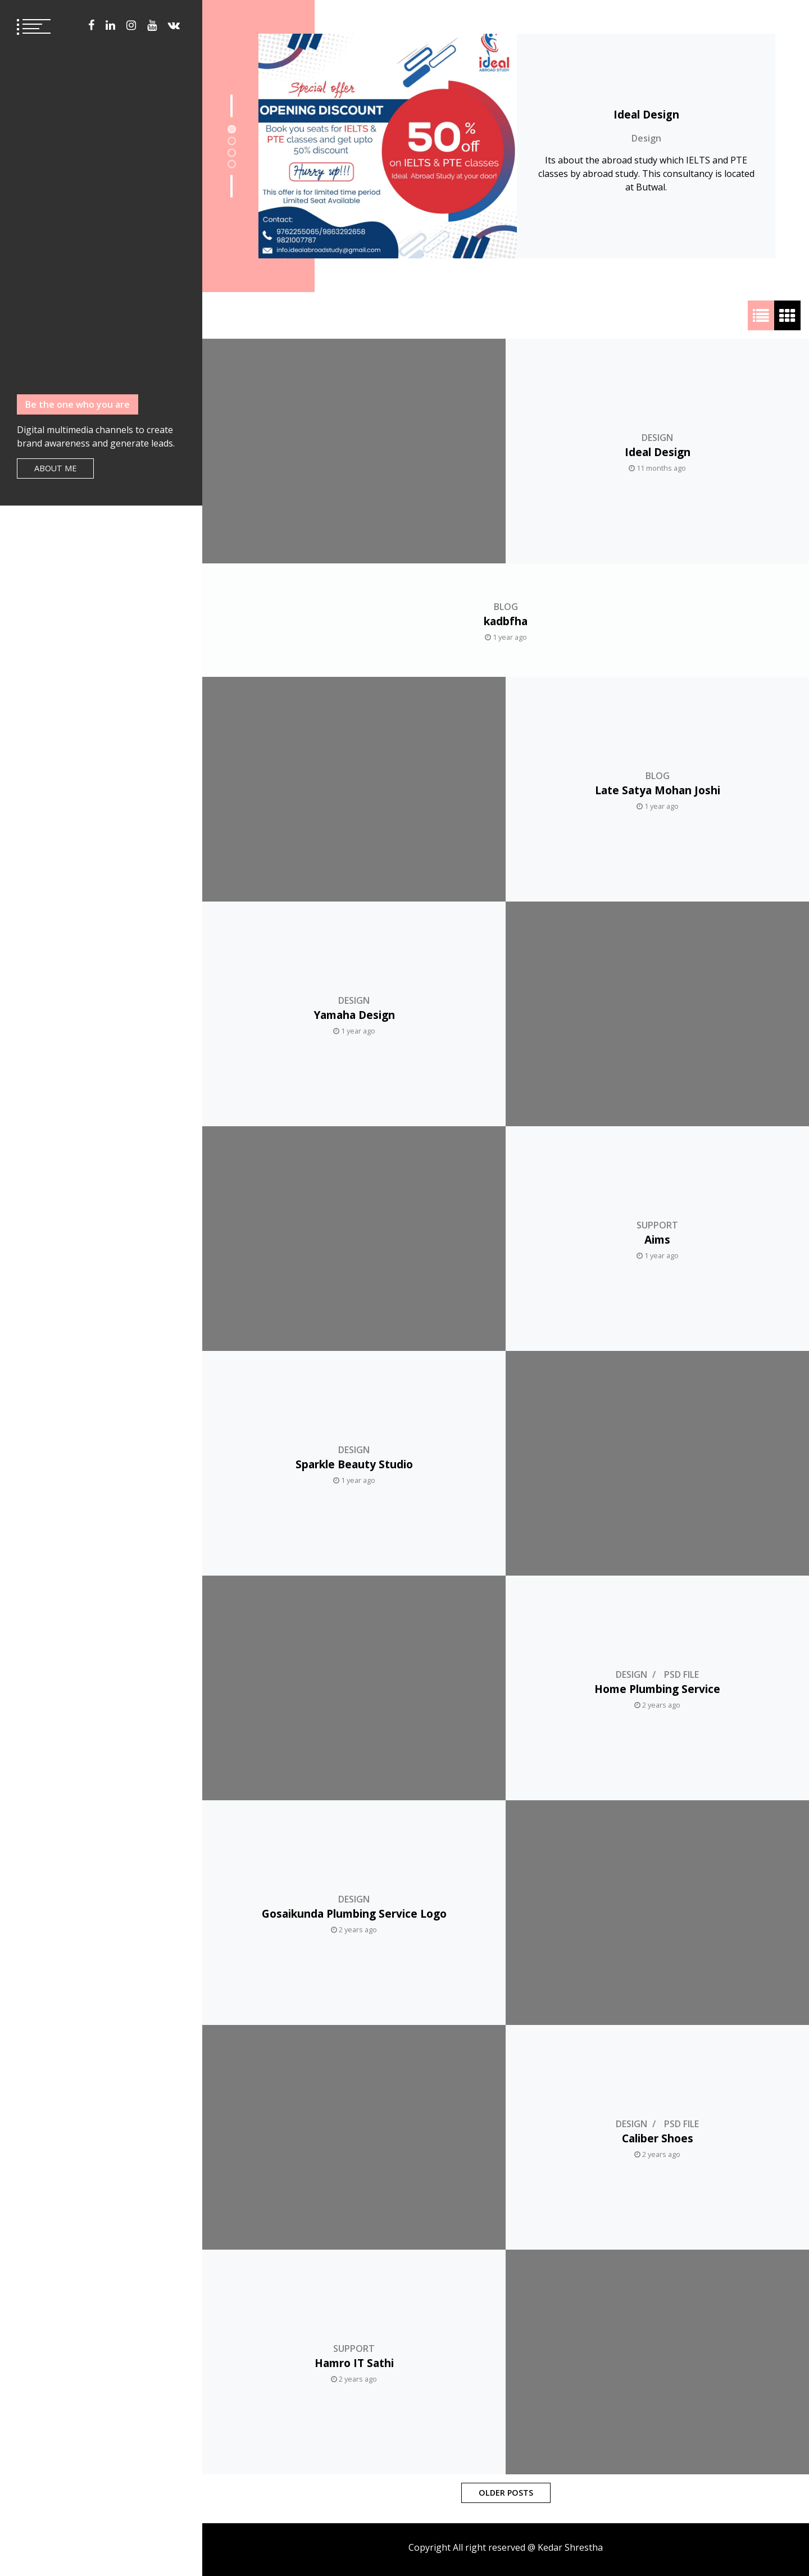 Be the one who you are
Digital multimedia channels to create
brand awareness and generate leads.
ABOUT ME
ideal
ABROAD STUDY
Special offer
OPENING DISCOUNT
Book you seats for IELTS &
PTE classes and get upto
50% discount
Hurry up!!!
This offer is for limited time period
Limited Seat Available
50% off
on IELTS & PTE classes
Ideal Abroad Study at your door!
Contact:
9762255065/9863292658
9821007787
info.idealabroadstudy@gmail.com
Ideal Design
Design
Its about the abroad study which IELTS and PTE
classes by abroad study. This consultancy is located
at Butwal.
DESIGN
Ideal Design
11 months ago
BLOG
kadbfha
1 year ago
BLOG
Late Satya Mohan Joshi
1 year ago
DESIGN
Yamaha Design
1 year ago
SUPPORT
Aims
1 year ago
DESIGN
Sparkle Beauty Studio
1 year ago
DESIGN / PSD FILE
Home Plumbing Service
2 years ago
DESIGN
Gosaikunda Plumbing Service Logo
2 years ago
DESIGN / PSD FILE
Caliber Shoes
2 years ago
SUPPORT
Hamro IT Sathi
2 years ago
OLDER POSTS
Copyright All right reserved @ Kedar Shrestha